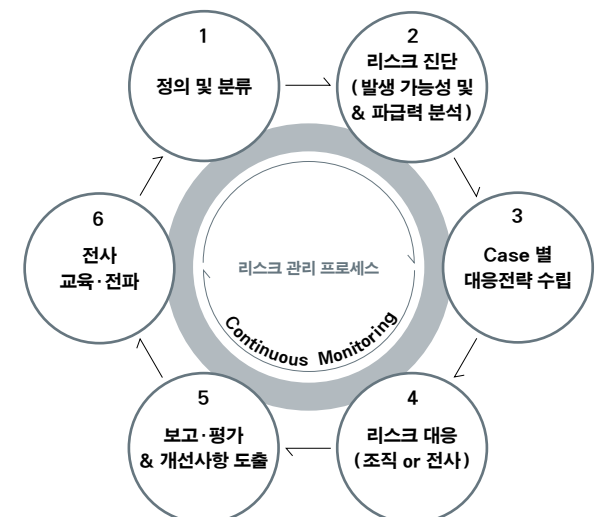 1
정의 및 분류
2
리스크 진단
(발생 가능성 및
& 파급력 분석)
3
Case 별
대응전략 수립
4
리스크 대응
(조직 or 전사)
5
보고·평가
& 개선사항 도출
6
전사
교육·전파
리스크 관리 프로세스
Continuous Monitoring